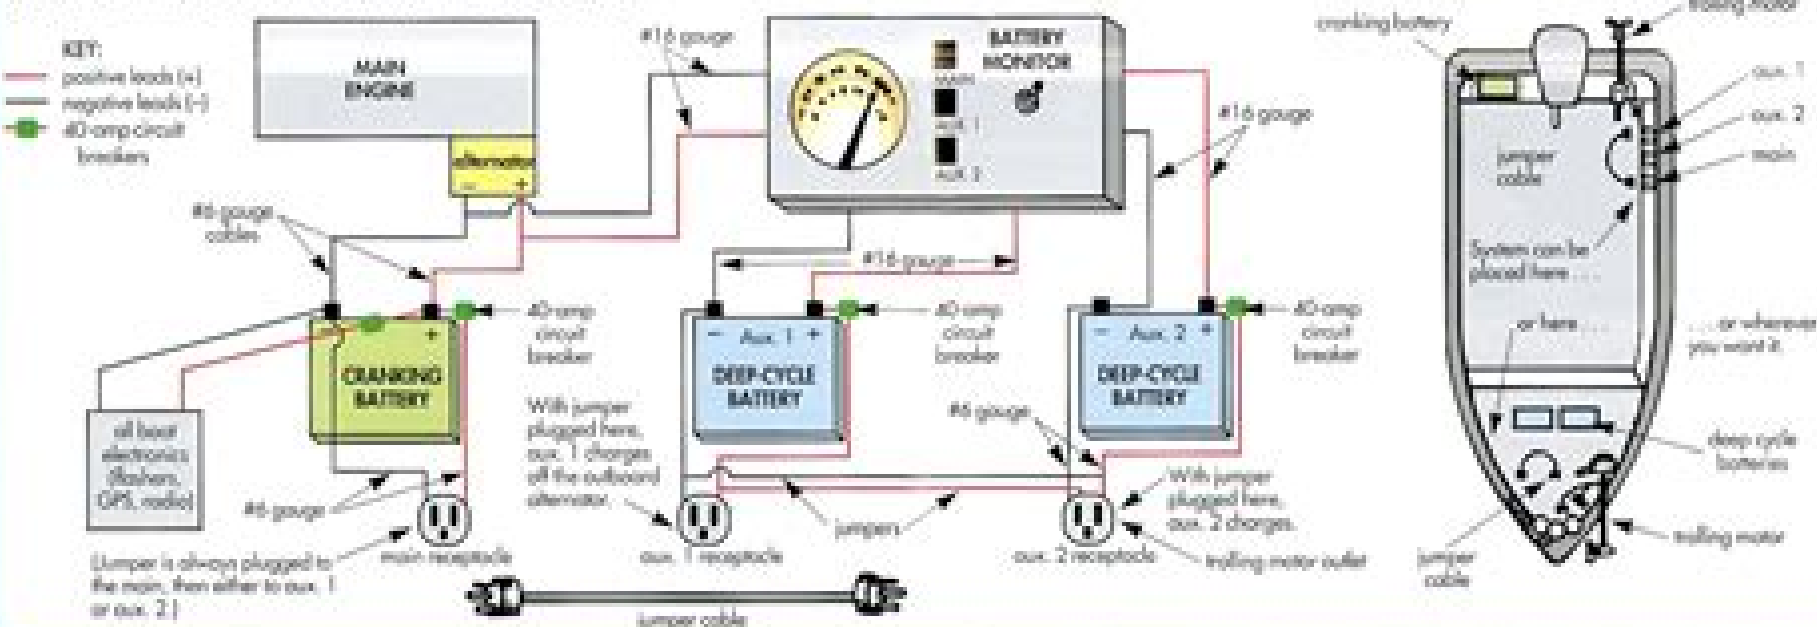 KEY:
positive leads (+)
negative leads (−)
40-amp circuit
breakers
MAIN
ENGINE
alternator
−
+
#16 gauge
BATTERY
MONITOR
MAIN
AUX. 1
AUX. 2
#16 gauge
#6 gauge
cables
#16 gauge
40-amp
circuit
breaker
40-amp
circuit
breaker
40-amp
circuit
breaker
+
CRANKING
BATTERY
− Aux. 1 +
DEEP-CYCLE
BATTERY
− Aux. 2 +
DEEP-CYCLE
BATTERY
all boat
electronics
(flashers,
GPS, radio)
#6 gauge
With jumper
plugged here,
aux. 1 charges
off the outboard
alternator.
#6 gauge
With jumper
plugged here,
aux. 2 charges.
jumpers
main receptacle
aux. 1 receptacle
aux. 2 receptacle
trolling motor outlet
(Jumper is always plugged to
the main, then either to aux. 1
or aux. 2.)
jumper cable
cranking battery
trolling motor
aux. 1
aux. 2
main
jumper
cable
System can be
placed here . . .
or here . . .
. . . or wherever
you want it.
deep cycle
batteries
trolling motor
jumper
cable